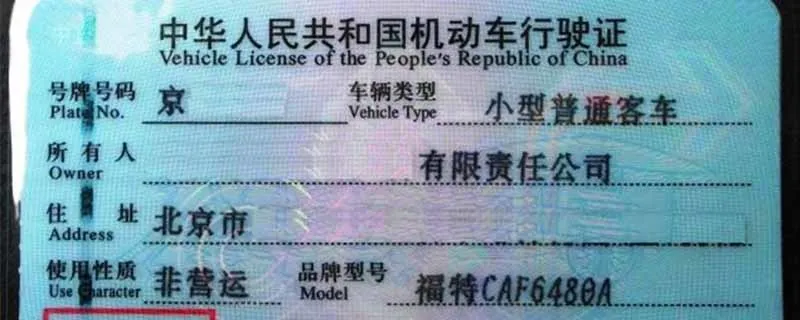 中华人民共和国机动车行驶证
Vehicle License of the People's Republic of China
号牌号码 京 车辆类型 小型普通客车
Plate No. Vehicle Type
所有人 有限责任公司
Owner
住址 北京市
Address
使用性质 非营运 品牌型号 福特CAF6480A
Use Character Model